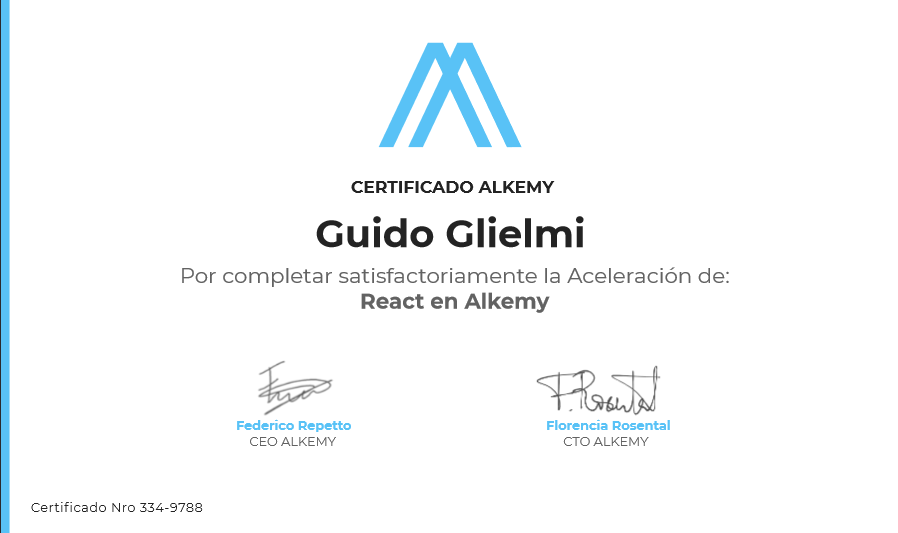 CERTIFICADO ALKEMY
Guido Glielmi
Por completar satisfactoriamente la Aceleración de:
React en Alkemy
F. Rosental
Federico Repetto
Florencia Rosental
CEO ALKEMY
CTO ALKEMY
Certificado Nro 334-9788